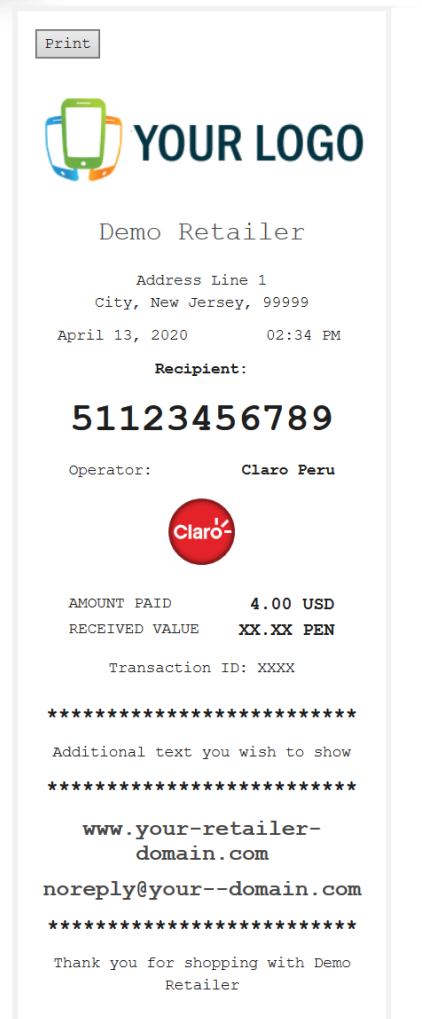 Print
YOUR LOGO
Demo Retailer
Address Line 1
City, New Jersey, 99999
April 13, 2020 02:34 PM
Recipient:
51123456789
Operator: Claro Peru
Claro
AMOUNT PAID 4.00 USD
RECEIVED VALUE XX.XX PEN
Transaction ID: XXXX
**************************
Additional text you wish to show
**************************
www.your-retailer-
domain.com
noreply@your--domain.com
**************************
Thank you for shopping with Demo
Retailer